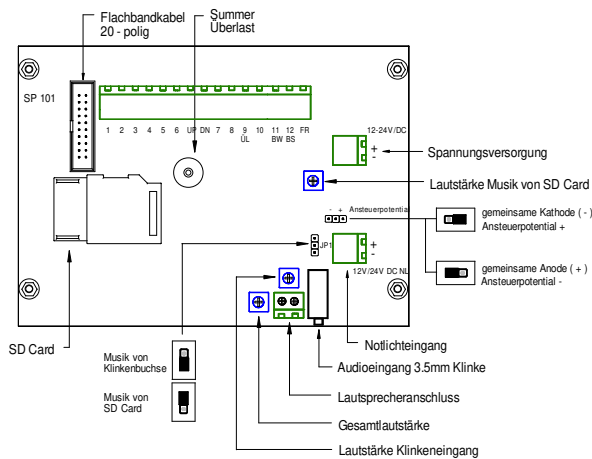 Flachbandkabel
20 - polig
Summer
Überlast
SP 101
1 2 3 4 5 6 UP DN 7 8 9 10 11 12 FR
ÜL BW BS
12-24V/DC
+
-
Spannungsversorgung
Lautstärke Musik von SD Card
- + Ansteuerpotential
gemeinsame Kathode ( - )
Ansteuerpotential +
JP1
+
-
12V/24V DC NL
gemeinsame Anode ( + )
Ansteuerpotential -
SD Card
Musik von
Klinkenbuchse
Musik von
SD Card
Notlichteingang
Audioeingang 3.5mm Klinke
Lautsprecheranschluss
Gesamtlautstärke
Lautstärke Klinkeneingang